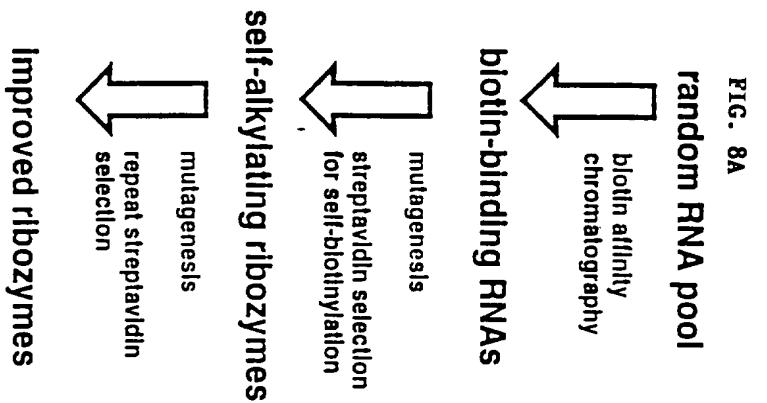 FIG. 8A
random RNA pool
biotin affinity
chromatography
biotin-binding RNAs
mutagenesis
streptavidin selection
for self-biotinylation
self-alkylating ribozymes
mutagenesis
repeat streptavidin
selection
improved ribozymes